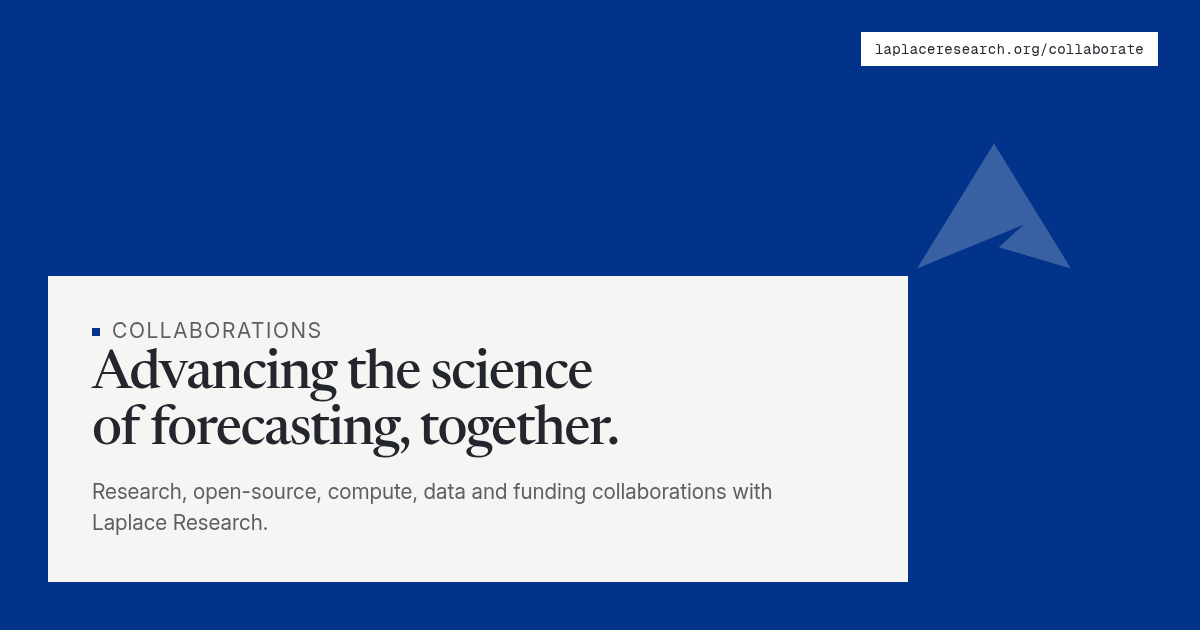 laplaceresearch.org/collaborate
COLLABORATIONS
Advancing the science
of forecasting, together.
Research, open-source, compute, data and funding collaborations with
Laplace Research.